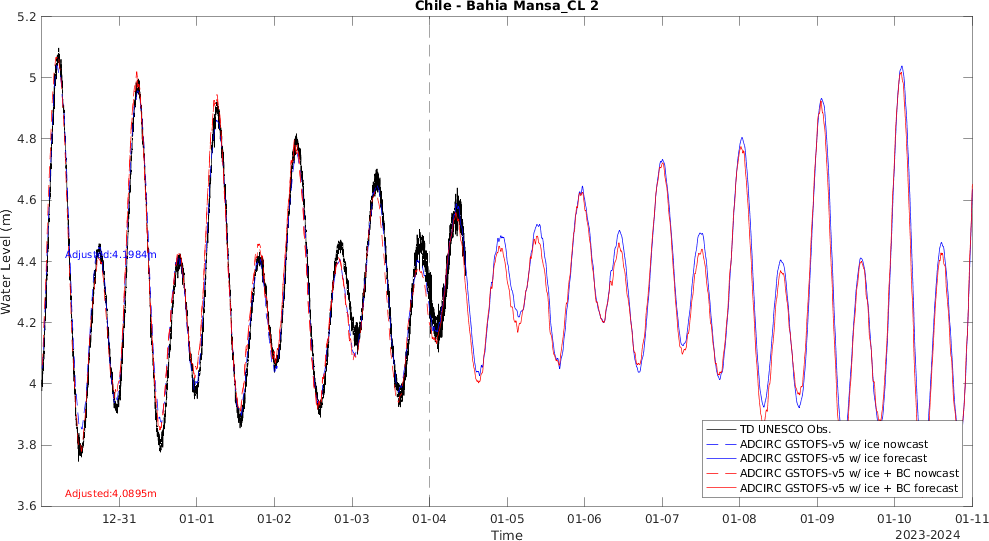 Chile - Bahia Mansa_CL 2
5.2
5
4.8
4.6
4.4
4.2
4
3.8
3.6
Water Level (m)
Adjusted:4.1984m
Adjusted:4.0895m
TD UNESCO Obs.
ADCIRC GSTOFS-v5 w/ ice nowcast
ADCIRC GSTOFS-v5 w/ ice forecast
ADCIRC GSTOFS-v5 w/ ice + BC nowcast
ADCIRC GSTOFS-v5 w/ ice + BC forecast
12-31 01-01 01-02 01-03 01-04 01-05 01-06 01-07 01-08 01-09 01-10 01-11
Time
2023-2024